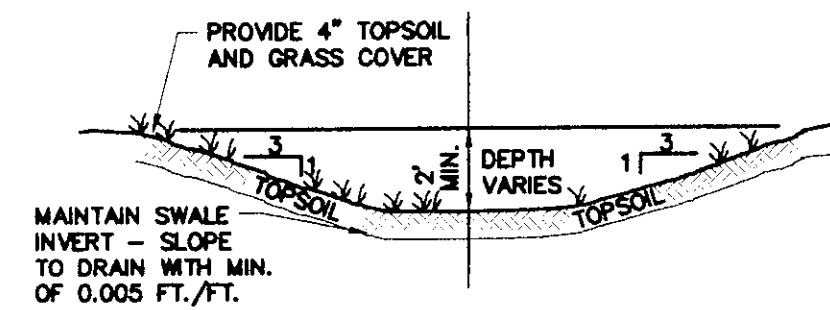 PROVIDE 4" TOPSOIL
AND GRASS COVER
3
1
2'
MIN.
DEPTH
VARIES
1
3
TOPSOIL
TOPSOIL
MAINTAIN SWALE
INVERT – SLOPE
TO DRAIN WITH MIN.
OF 0.005 FT./FT.